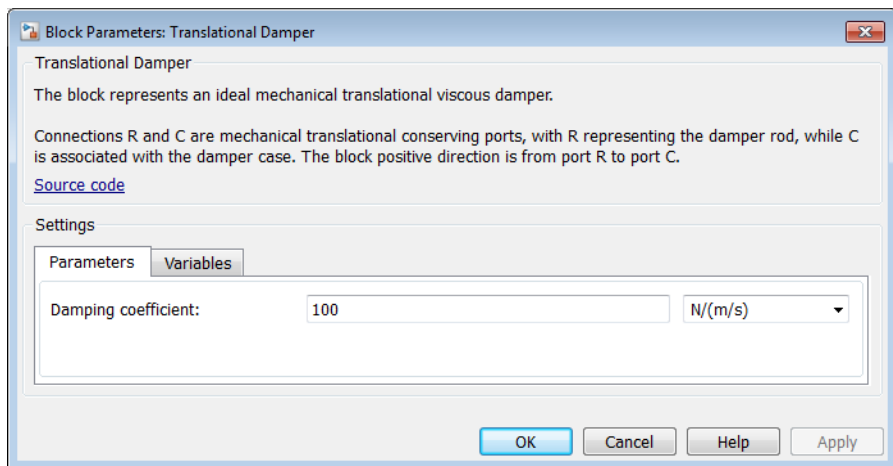 Block Parameters: Translational Damper
Translational Damper
The block represents an ideal mechanical translational viscous damper.
Connections R and C are mechanical translational conserving ports, with R representing the damper rod, while C
is associated with the damper case. The block positive direction is from port R to port C.
Source code
Settings
Parameters Variables
Damping coefficient: 100 N/(m/s)
OK Cancel Help Apply